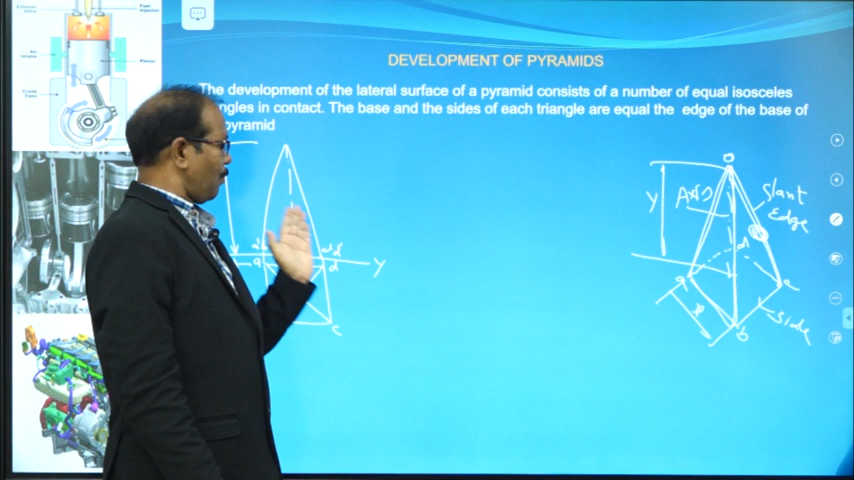 DEVELOPMENT OF PYRAMIDS
The development of the lateral surface of a pyramid consists of a number of equal isosceles
angles in contact. The base and the sides of each triangle are equal the edge of the base of
pyramid
o
Y
AXIS
Slant
Edge
d
a
c
b
side
a'b'
a
d
Y
c